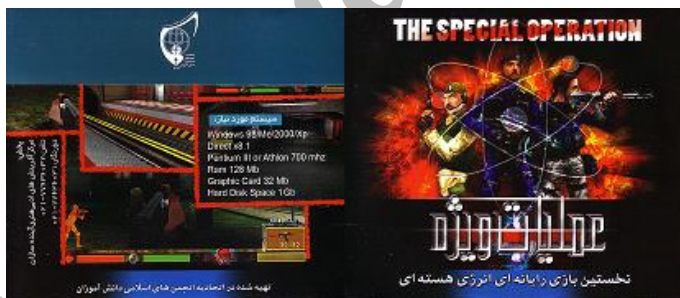 THE SPECIAL OPERATION
عملیات ویژه
نخستین بازی رایانه ای انرژی هسته ای
سیستم مورد نیاز:
Windows 98/Me/2000/Xp
Direct x8.1
Pentium III or Athlon 700 mhz
Ram 128 Mb
Graphic Card 32 Mb
Hard Disk Space 1Gb
تهیه شده در اتحادیه انجمن های اسلامی دانش آموزان